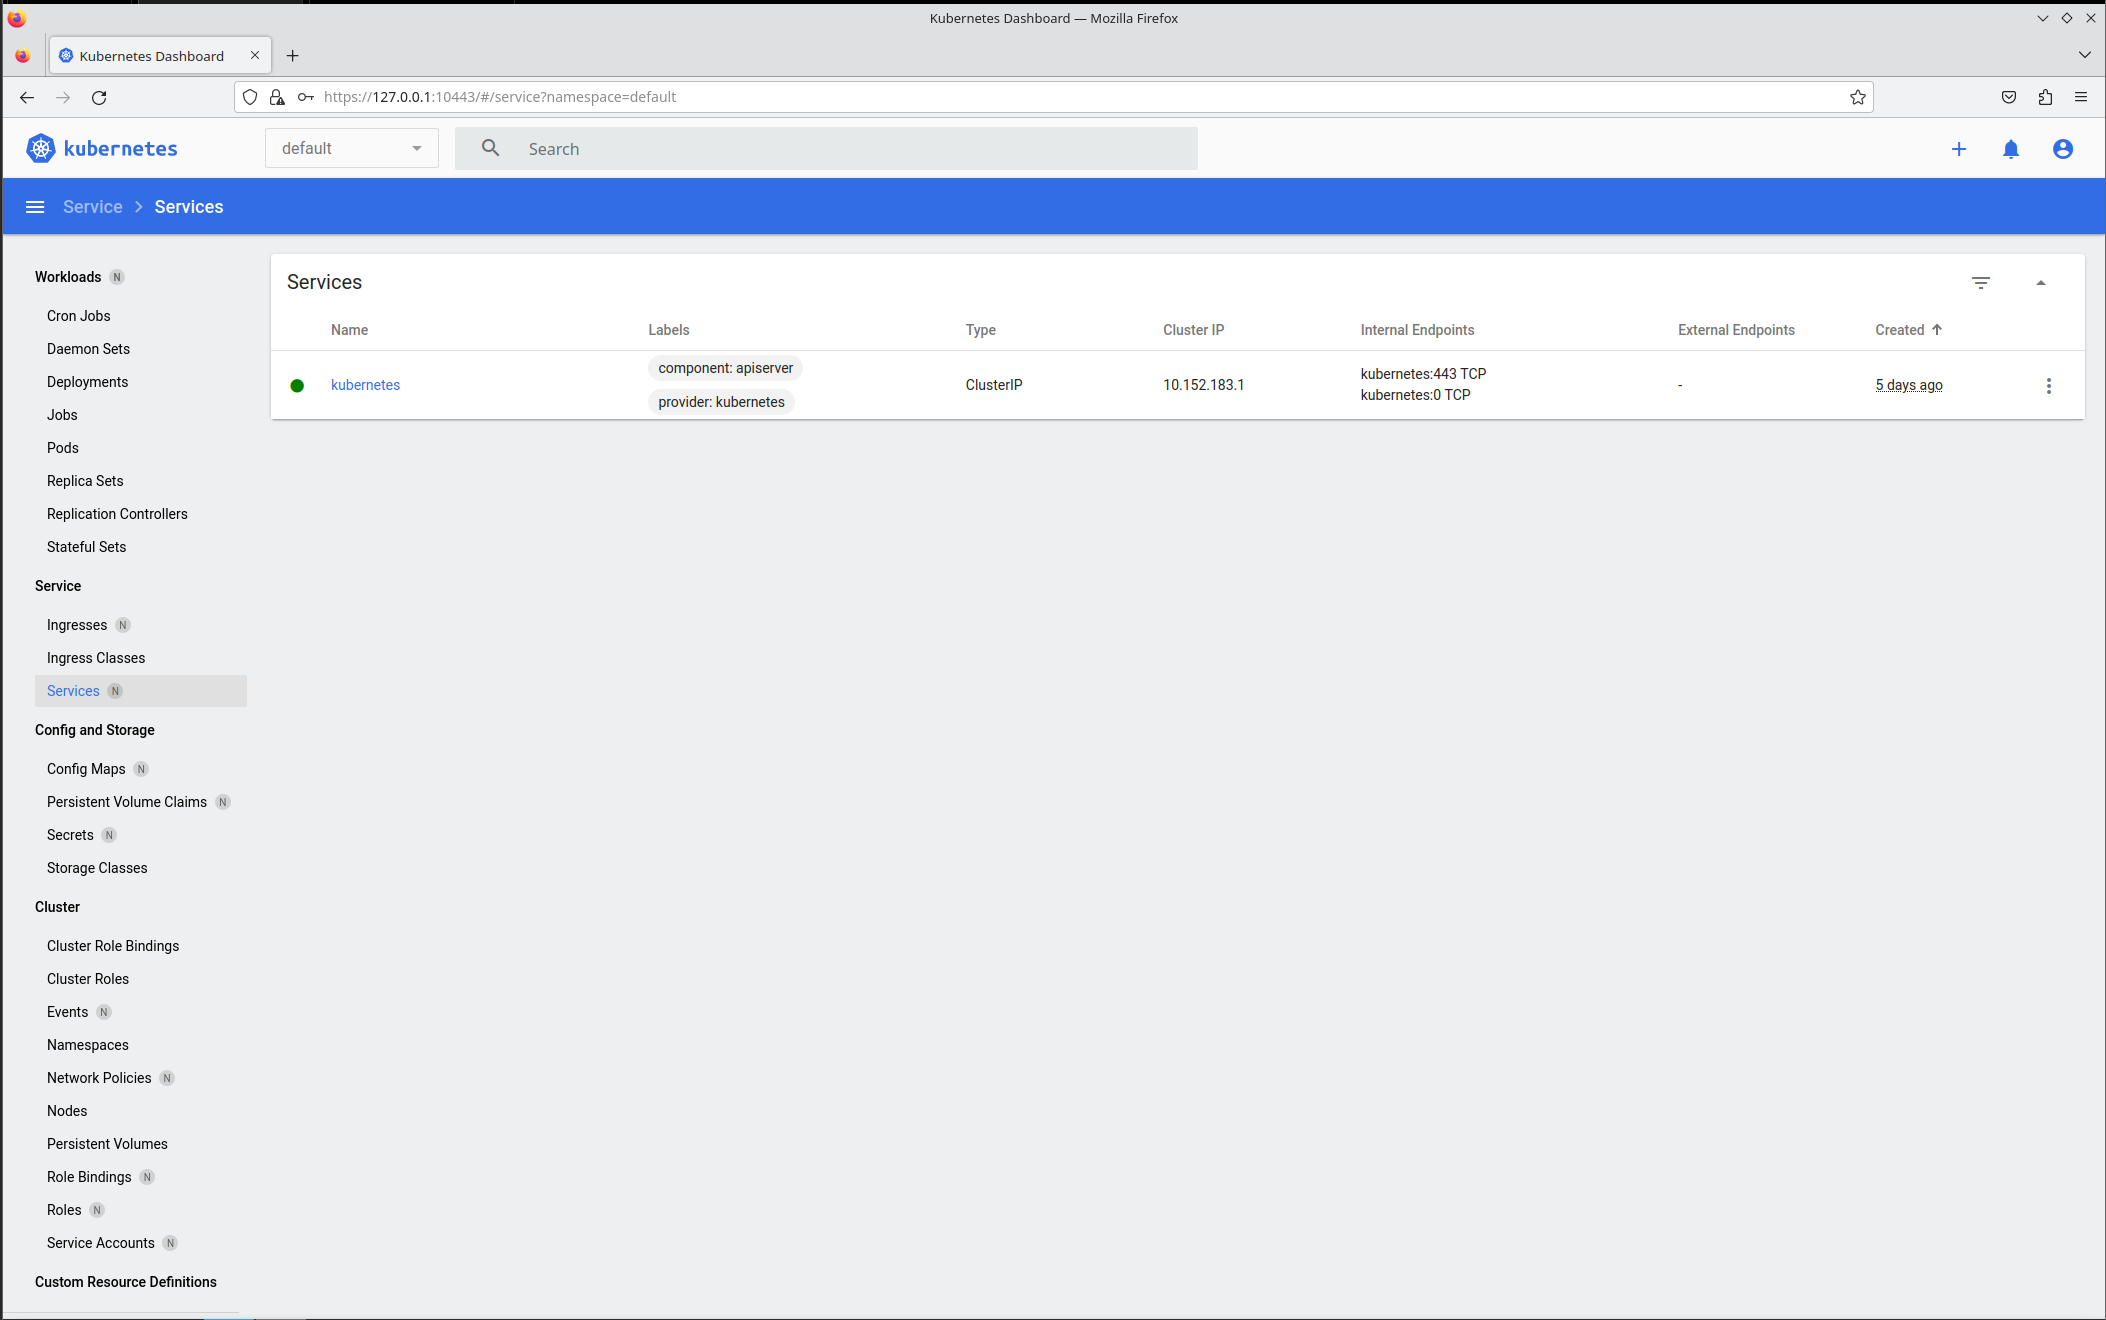 Kubernetes Dashboard — Mozilla Firefox
Kubernetes Dashboard
https://127.0.0.1:10443/#/service?namespace=default
kubernetes
default
Search
Service
Services
Workloads N
Cron Jobs
Daemon Sets
Deployments
Jobs
Pods
Replica Sets
Replication Controllers
Stateful Sets
Service
Ingresses N
Ingress Classes
Services N
Config and Storage
Config Maps N
Persistent Volume Claims N
Secrets N
Storage Classes
Cluster
Cluster Role Bindings
Cluster Roles
Events N
Namespaces
Network Policies N
Nodes
Persistent Volumes
Role Bindings N
Roles N
Service Accounts N
Custom Resource Definitions
Services
Name Labels Type Cluster IP Internal Endpoints External Endpoints Created
kubernetes
component: apiserver
provider: kubernetes
ClusterIP
10.152.183.1
kubernetes:443 TCP
kubernetes:0 TCP
-
5 days ago